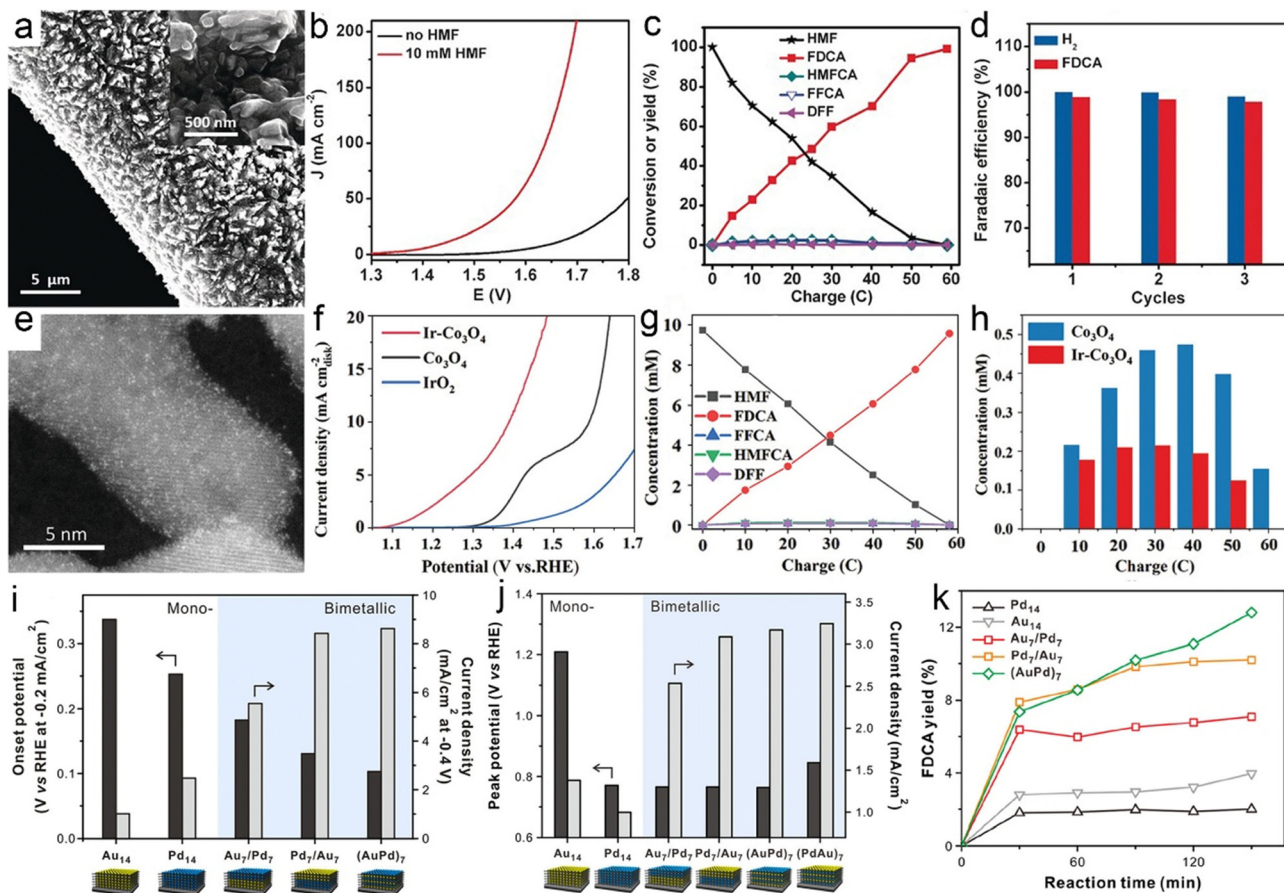 a
500 nm
5 µm
b
J (mA cm⁻²)
200
150
100
50
0
no HMF
10 mM HMF
1.3 1.4 1.5 1.6 1.7 1.8
E (V)
c
Conversion or yield (%)
100
80
60
40
20
0
HMF
FDCA
HMFCA
FFCA
DFF
0 10 20 30 40 50 60
Charge (C)
d
Faradaic efficiency (%)
H₂
FDCA
100
90
80
70
1 2 3
Cycles
e
5 nm
f
Current density (mA cm⁻²disk)
20
15
10
5
0
Ir-Co₃O₄
Co₃O₄
IrO₂
1.1 1.2 1.3 1.4 1.5 1.6 1.7
Potential (V vs.RHE)
g
Concentration (mM)
10
8
6
4
2
0
HMF
FDCA
FFCA
HMFCA
DFF
0 10 20 30 40 50 60
Charge (C)
h
Concentration (mM)
0.5
0.4
0.3
0.2
0.1
0.0
Co₃O₄
Ir-Co₃O₄
0 10 20 30 40 50 60
Charge (C)
i
Onset potential
(V vs RHE at -0.2 mA/cm²)
0.3
0.2
0.1
0.0
Mono-
Bimetallic
10
8
6
4
2
0
Current density
(mA/cm² at -0.4 V)
Au₁₄ Pd₁₄ Au₇/Pd₇ Pd₇/Au₇ (AuPd)₇
j
Peak potential (V vs RHE)
1.4
1.2
1.0
0.8
0.6
Mono-
Bimetallic
3.5
3.0
2.5
2.0
1.5
1.0
Current density (mA/cm²)
Au₁₄ Pd₁₄ Au₇/Pd₇ Pd₇/Au₇ (AuPd)₇ (PdAu)₇
k
FDCA yield (%)
12
8
4
0
Pd₁₄
Au₁₄
Au₇/Pd₇
Pd₇/Au₇
(AuPd)₇
0 60 120
Reaction time (min)